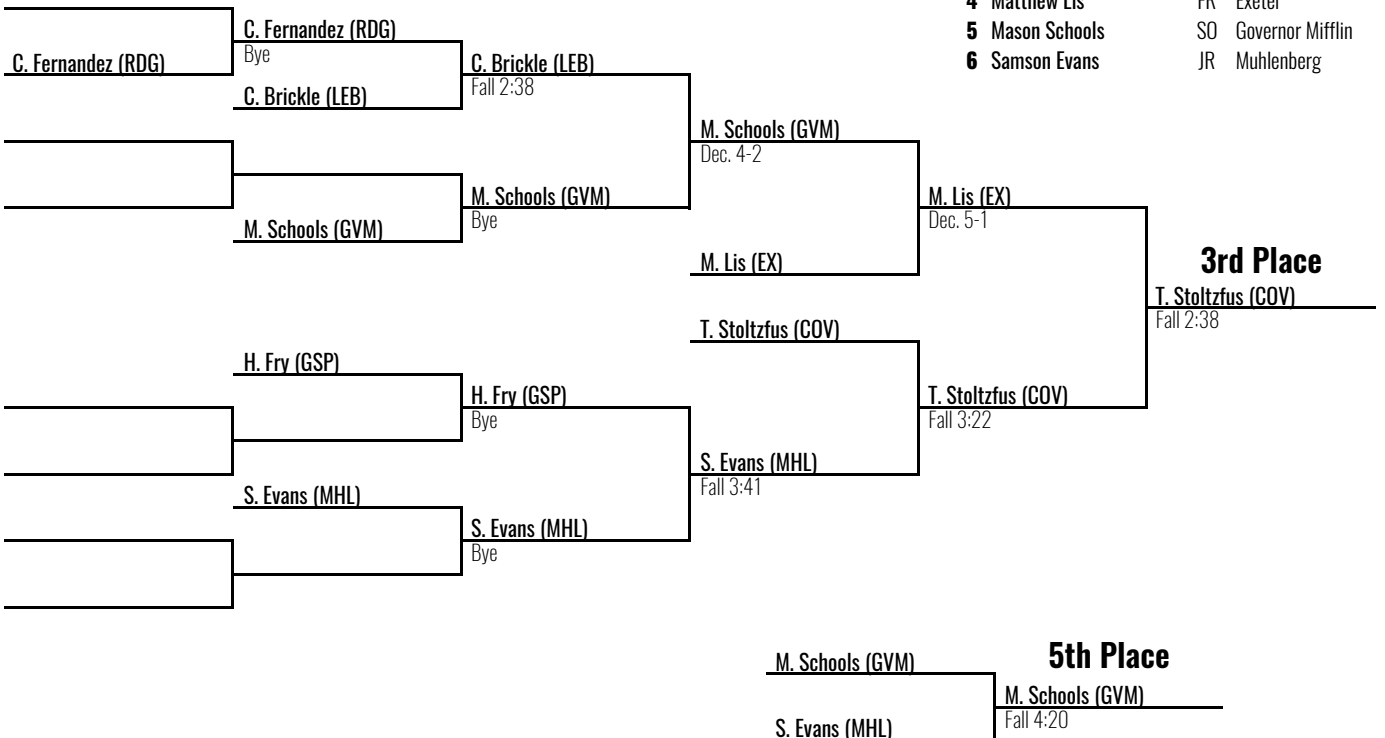 4 Matthew Lis FR Exeter
5 Mason Schools SO Governor Mifflin
6 Samson Evans JR Muhlenberg
C. Fernandez (RDG)
C. Fernandez (RDG)
Bye
C. Brickle (LEB)
C. Brickle (LEB)
Fall 2:38
M. Schools (GVM)
M. Schools (GVM)
Bye
M. Schools (GVM)
Dec. 4-2
M. Lis (EX)
M. Lis (EX)
Dec. 5-1
H. Fry (GSP)
H. Fry (GSP)
Bye
S. Evans (MHL)
S. Evans (MHL)
Bye
S. Evans (MHL)
Fall 3:41
T. Stoltzfus (COV)
T. Stoltzfus (COV)
Fall 3:22
3rd Place
T. Stoltzfus (COV)
Fall 2:38
5th Place
M. Schools (GVM)
S. Evans (MHL)
M. Schools (GVM)
Fall 4:20